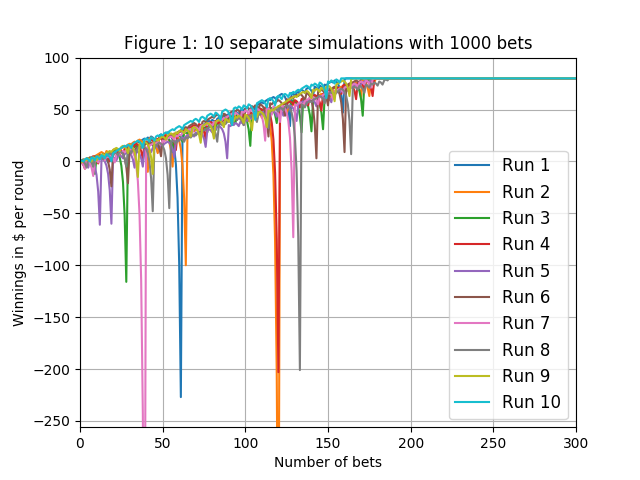 Figure 1: 10 separate simulations with 1000 bets
Winnings in $ per round
100
50
0
−50
−100
−150
−200
−250
0 50 100 150 200 250 300
Number of bets
Run 1
Run 2
Run 3
Run 4
Run 5
Run 6
Run 7
Run 8
Run 9
Run 10